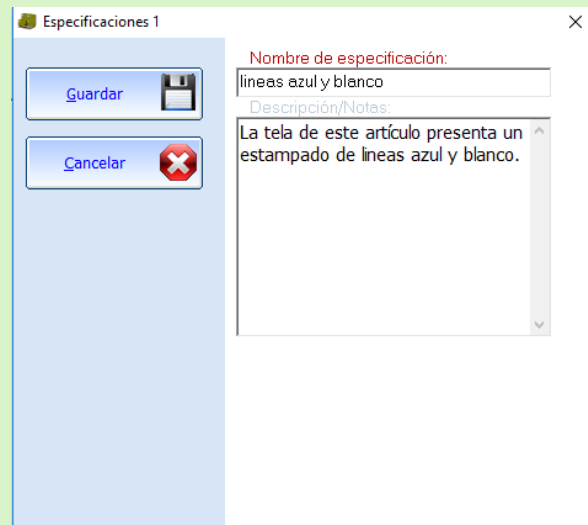 Especificaciones 1
Guardar
Cancelar
Nombre de especificación:
lineas azul y blanco
Descripción/Notas:
La tela de este artículo presenta un
estampado de lineas azul y blanco.